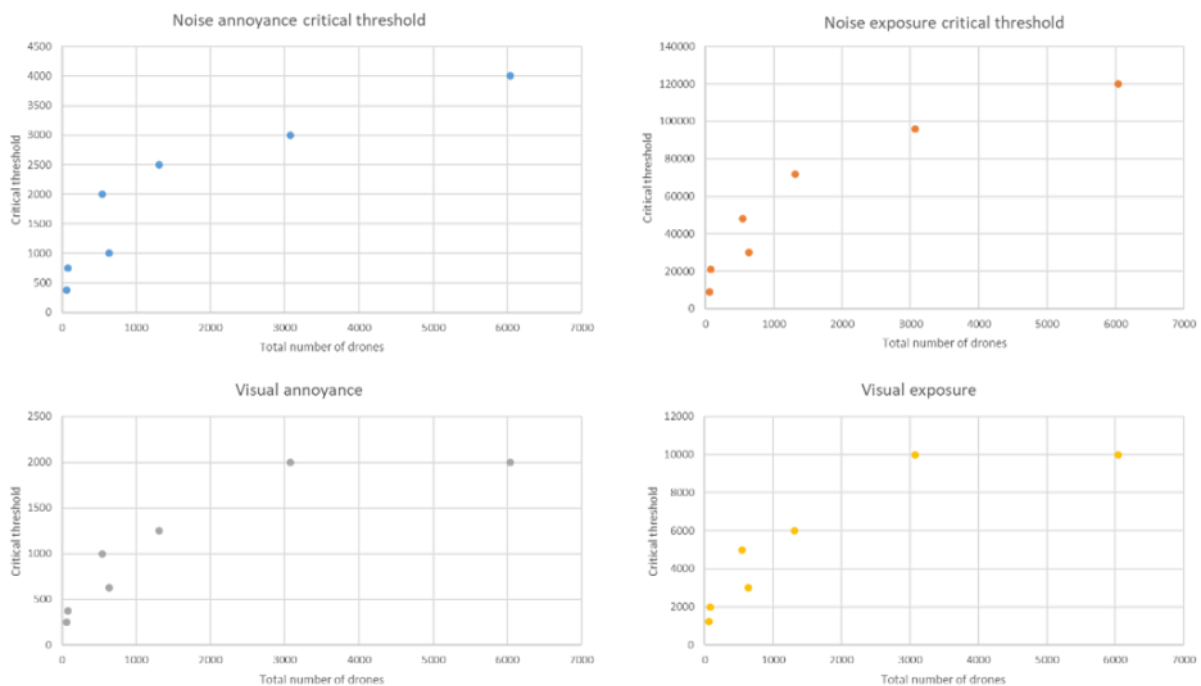 Noise annoyance critical threshold
4500
4000
3500
3000
2500
2000
1500
1000
500
0
Critical threshold
0 1000 2000 3000 4000 5000 6000 7000
Total number of drones
Noise exposure critical threshold
140000
120000
100000
80000
60000
40000
20000
0
Critical threshold
0 1000 2000 3000 4000 5000 6000 7000
Total number of drones
Visual annoyance
2500
2000
1500
1000
500
0
Critical threshold
0 1000 2000 3000 4000 5000 6000 7000
Total number of drones
Visual exposure
12000
10000
8000
6000
4000
2000
0
Critical threshold
0 1000 2000 3000 4000 5000 6000 7000
Total number of drones